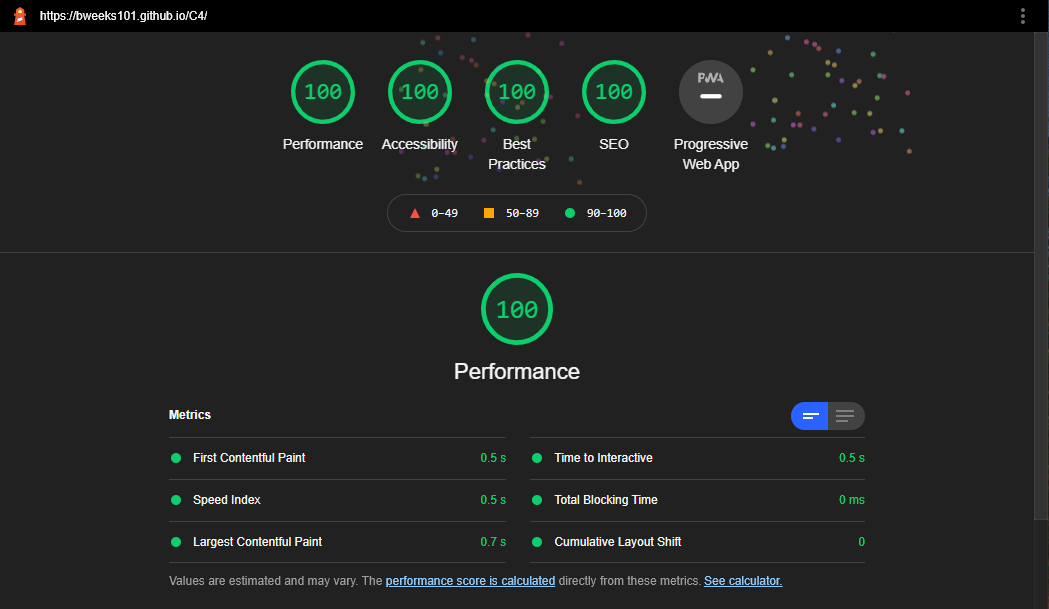 https://bweeks101.github.io/C4/
100 100 100 100 PWA
Performance Accessibility Best Practices SEO Progressive Web App
0–49 50–89 90–100
100
Performance
Metrics
First Contentful Paint 0.5 s
Time to Interactive 0.5 s
Speed Index 0.5 s
Total Blocking Time 0 ms
Largest Contentful Paint 0.7 s
Cumulative Layout Shift 0
Values are estimated and may vary. The performance score is calculated directly from these metrics. See calculator.